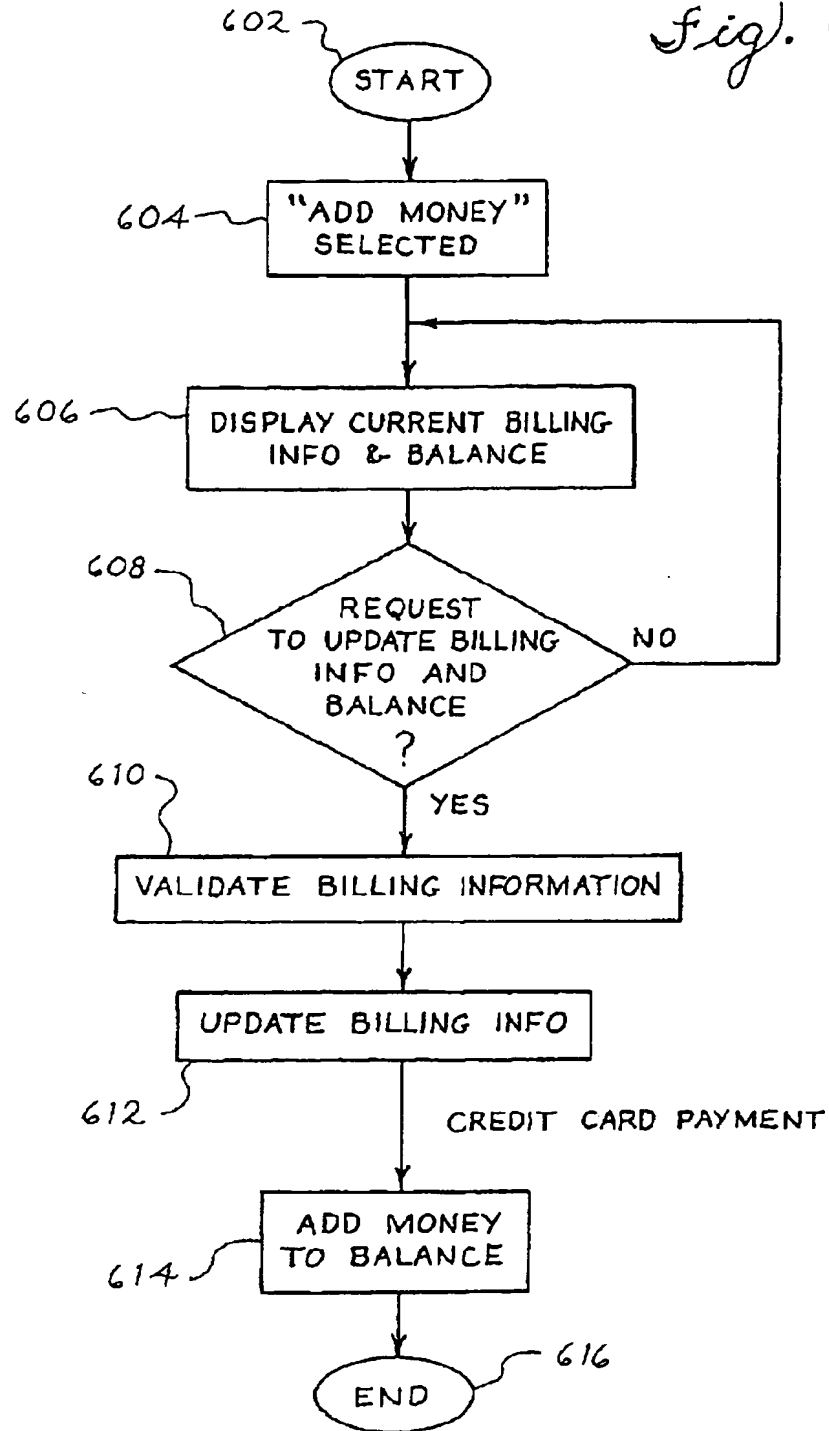 602
Fig.
START
604
"ADD MONEY"
SELECTED
606
DISPLAY CURRENT BILLING
INFO & BALANCE
608
REQUEST
TO UPDATE BILLING
INFO AND
BALANCE
?
NO
610
YES
VALIDATE BILLING INFORMATION
UPDATE BILLING INFO
612
CREDIT CARD PAYMENT
ADD MONEY
TO BALANCE
614
616
END